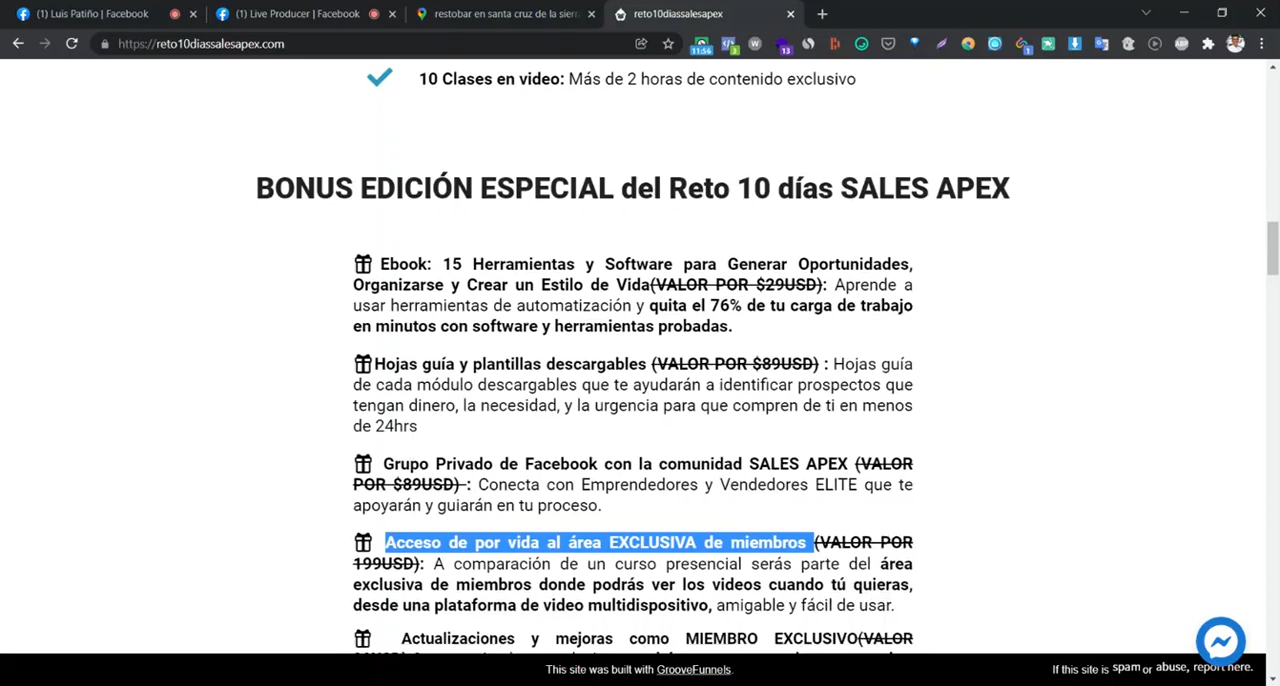 (1) Luis Patiño | Facebook
(1) Live Producer | Facebook
restobar en santa cruz de la sierr
reto10diassalesapex
https://reto10diassalesapex.com
11:56
3
13
1
ABP
10 Clases en video: Más de 2 horas de contenido exclusivo
BONUS EDICIÓN ESPECIAL del Reto 10 días SALES APEX
Ebook: 15 Herramientas y Software para Generar Oportunidades,
Organizarse y Crear un Estilo de Vida(VALOR POR $29USD): Aprende a
usar herramientas de automatización y quita el 76% de tu carga de trabajo
en minutos con software y herramientas probadas.
Hojas guía y plantillas descargables (VALOR POR $89USD) : Hojas guía
de cada módulo descargables que te ayudarán a identificar prospectos que
tengan dinero, la necesidad, y la urgencia para que compren de ti en menos
de 24hrs
Grupo Privado de Facebook con la comunidad SALES APEX (VALOR
POR $89USD) : Conecta con Emprendedores y Vendedores ELITE que te
apoyarán y guiarán en tu proceso.
Acceso de por vida al área EXCLUSIVA de miembros (VALOR POR
199USD): A comparación de un curso presencial serás parte del área
exclusiva de miembros donde podrás ver los videos cuando tú quieras,
desde una plataforma de video multidispositivo, amigable y fácil de usar.
Actualizaciones y mejoras como MIEMBRO EXCLUSIVO(VALOR
This site was built with GrooveFunnels.
If this site is spam or abuse, report here.